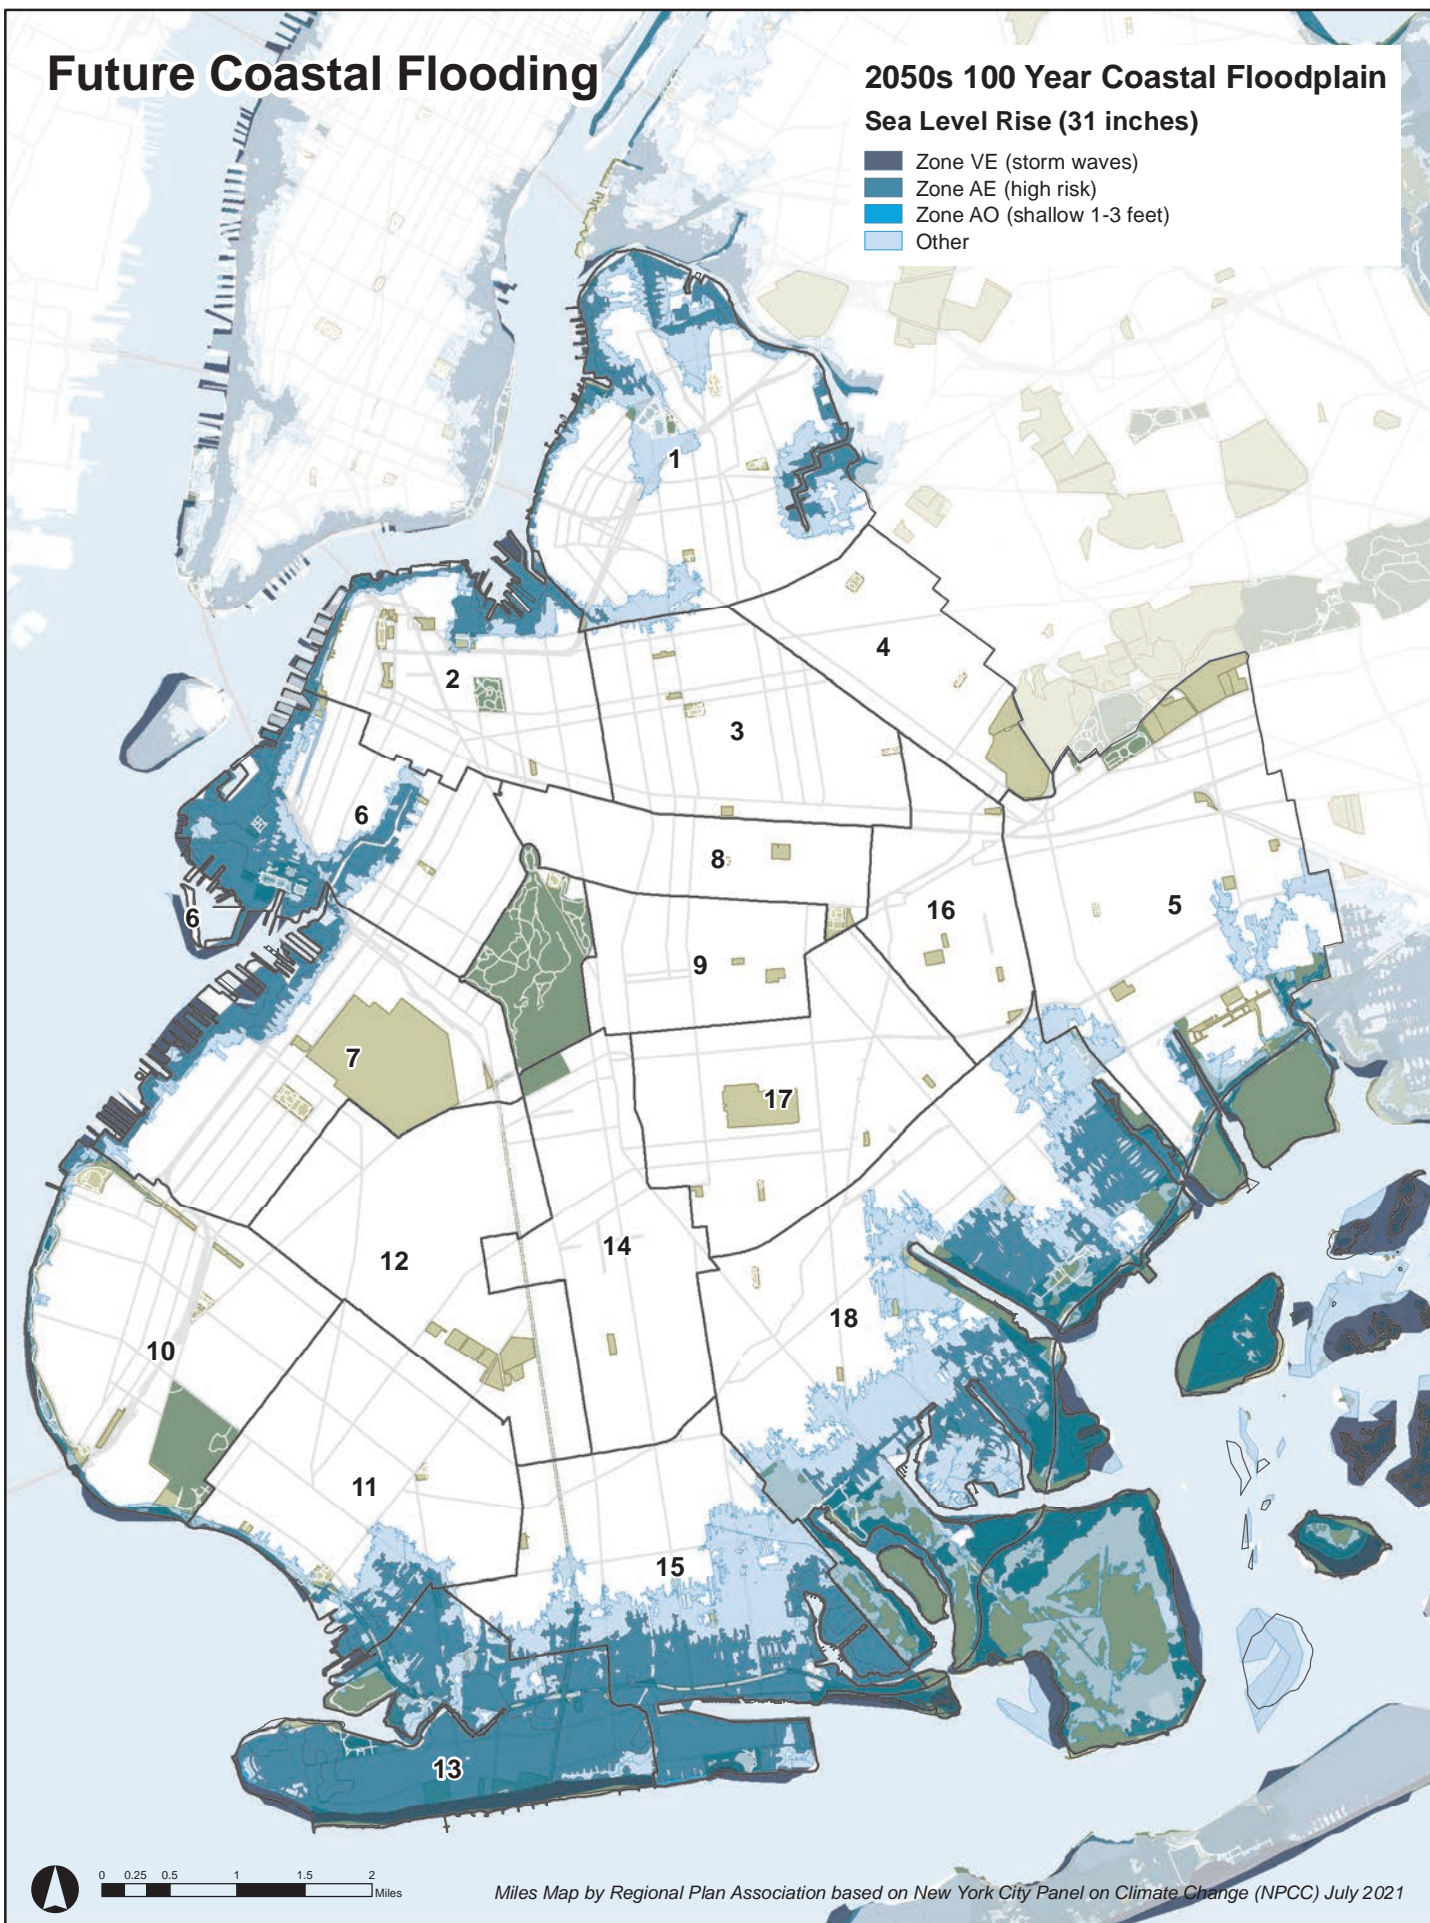 Future Coastal Flooding
2050s 100 Year Coastal Floodplain
Sea Level Rise (31 inches)
Zone VE (storm waves)
Zone AE (high risk)
Zone AO (shallow 1-3 feet)
Other
1
4
2
3
6
8
6
16
5
9
7
17
14
12
18
10
11
15
13
0 0.25 0.5 1 1.5 2
Miles
Miles Map by Regional Plan Association based on New York City Panel on Climate Change (NPCC) July 2021